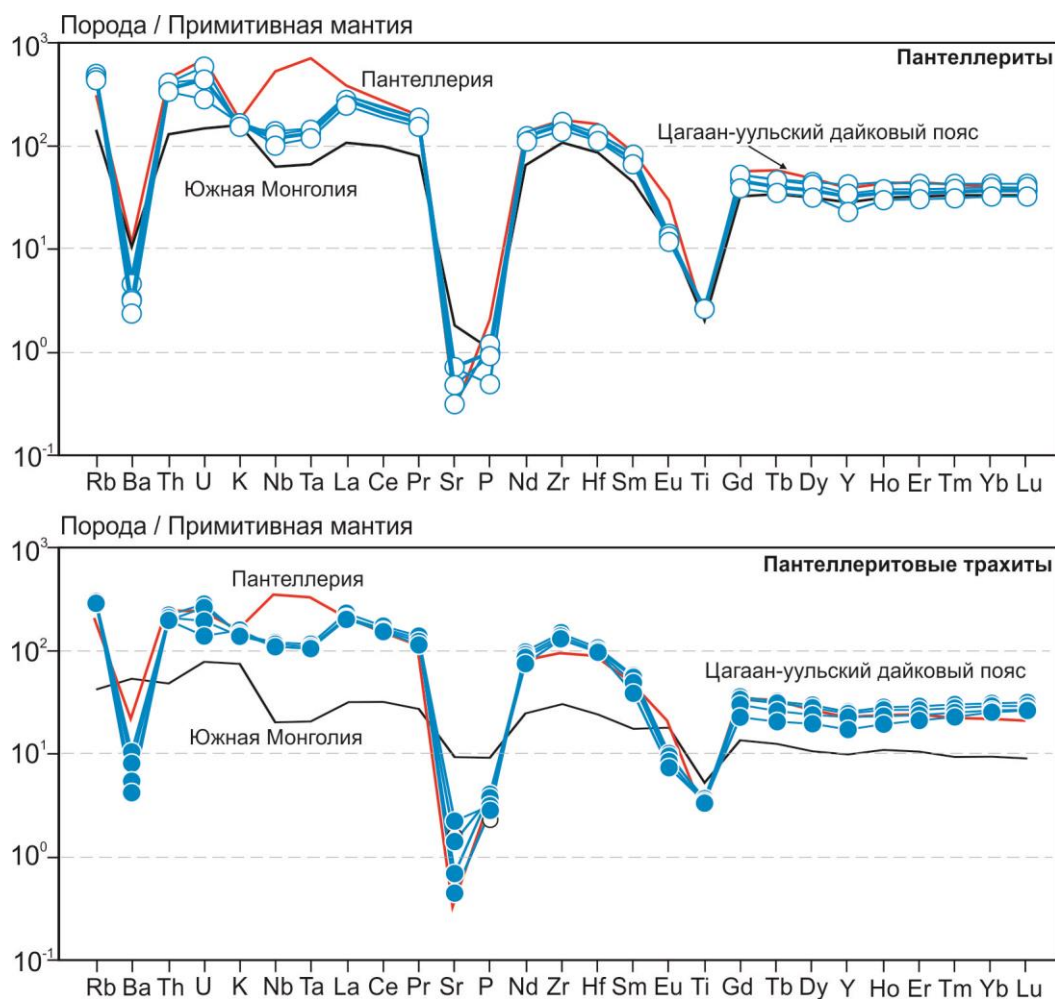 Порода / Примитивная мантия
10³
Пантеллериты
Пантеллерия
Цагаан-уульский дайковый пояс
10²
Южная Монголия
10¹
10⁰
10⁻¹
Rb Ba Th U K Nb Ta La Ce Pr Sr P Nd Zr Hf Sm Eu Ti Gd Tb Dy Y Ho Er Tm Yb Lu
Порода / Примитивная мантия
10³
Пантеллеритовые трахиты
Пантеллерия
10²
Цагаан-уульский дайковый пояс
Южная Монголия
10¹
10⁰
10⁻¹
Rb Ba Th U K Nb Ta La Ce Pr Sr P Nd Zr Hf Sm Eu Ti Gd Tb Dy Y Ho Er Tm Yb Lu